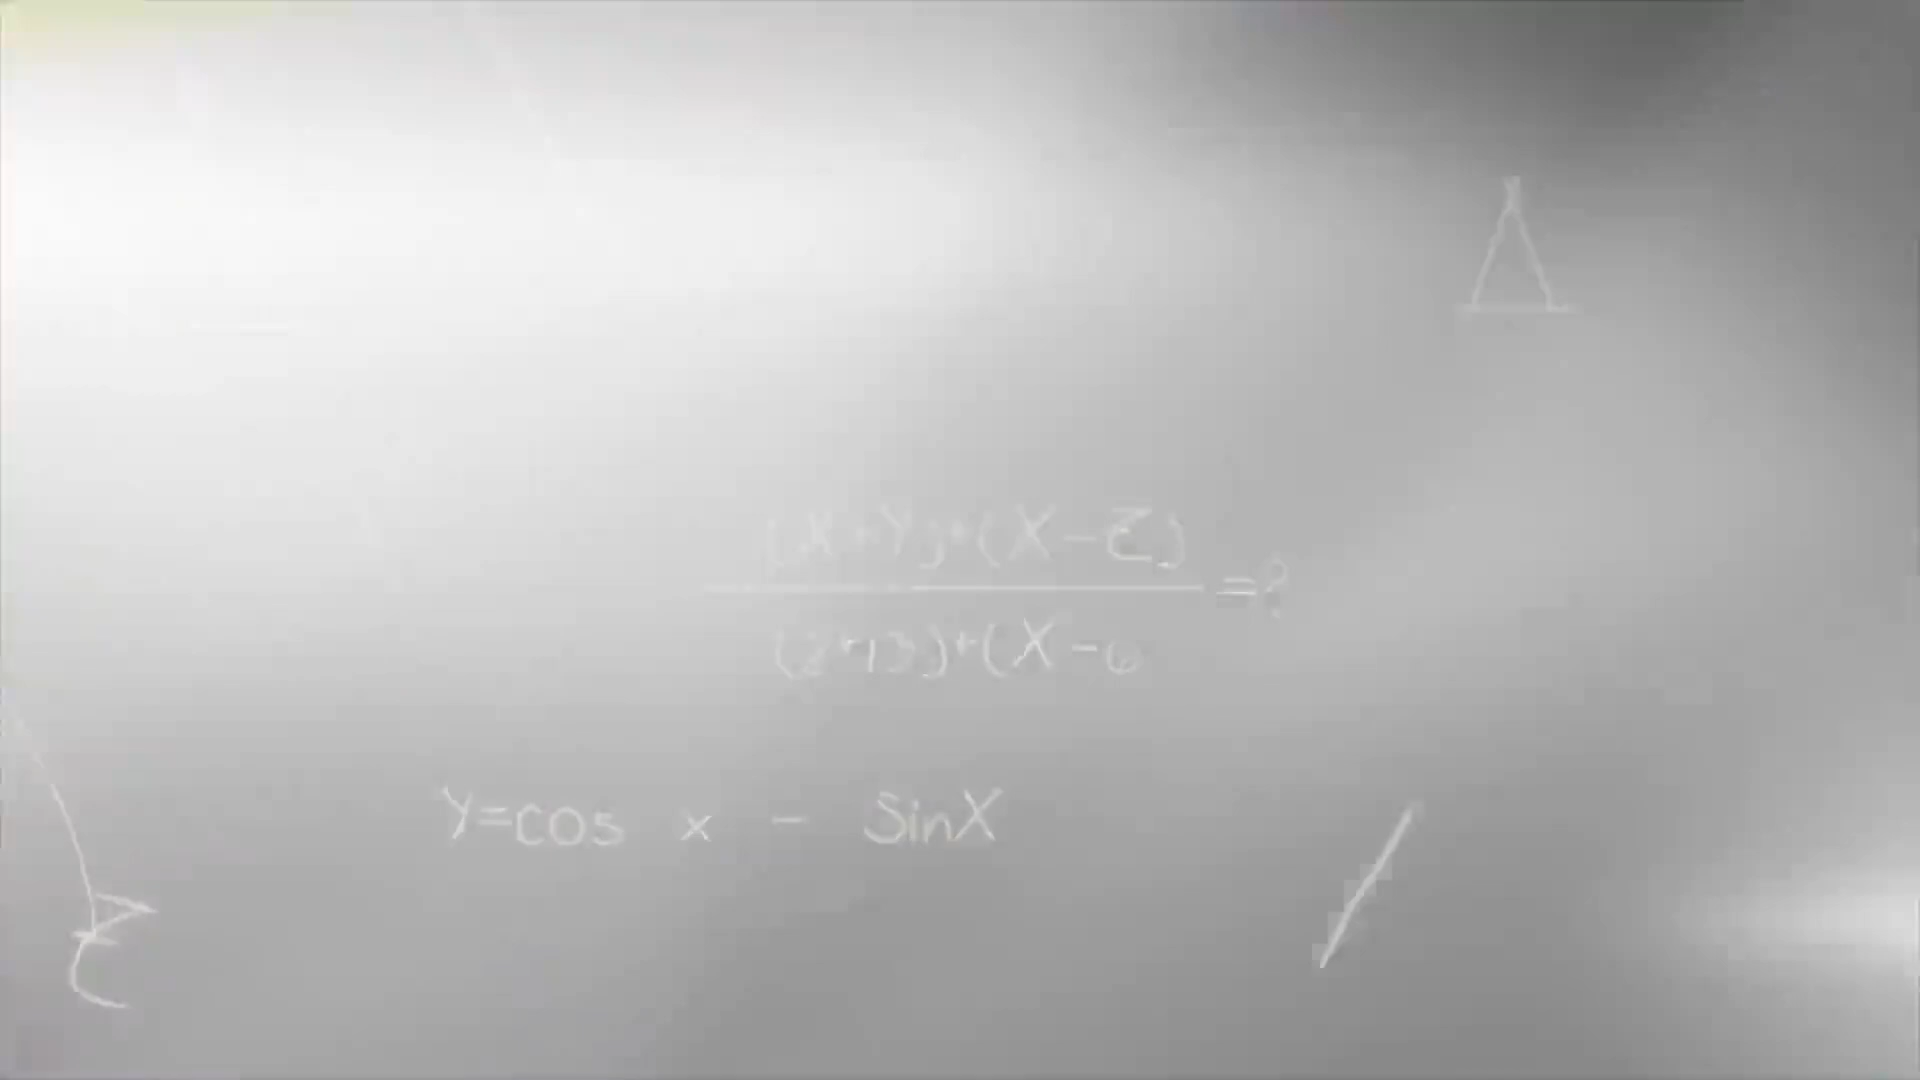 (X+Y)+(X-Z)
=?
(2+13)+(X-6
Y=cos x - SinX